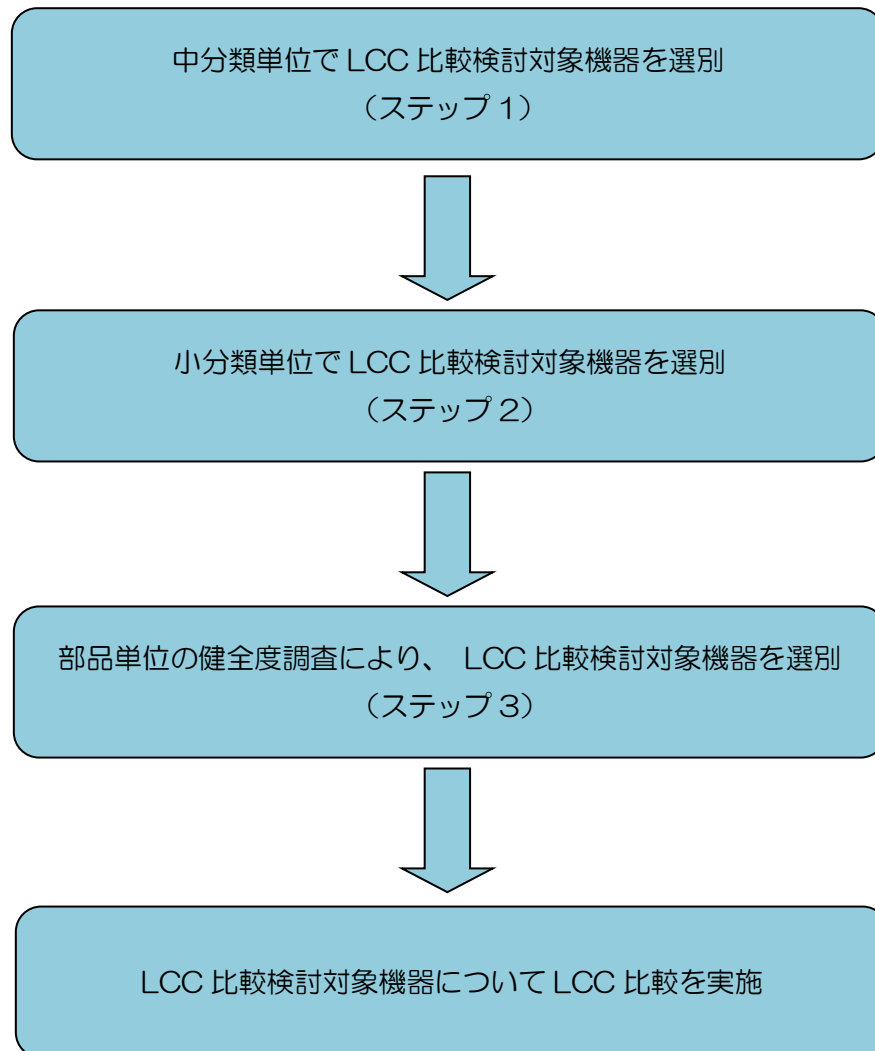 中分類単位で LCC 比較検討対象機器を選別
（ステップ 1）
小分類単位で LCC 比較検討対象機器を選別
（ステップ 2）
部品単位の健全度調査により、 LCC 比較検討対象機器を選別
（ステップ 3）
LCC 比較検討対象機器について LCC 比較を実施